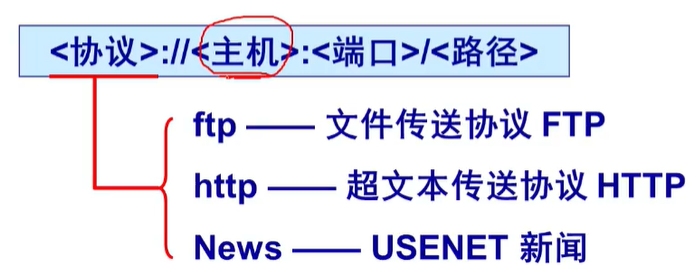 <协议>://<主机>:<端口>/<路径>
ftp —— 文件传送协议 FTP
http —— 超文本传送协议 HTTP
News —— USENET 新闻